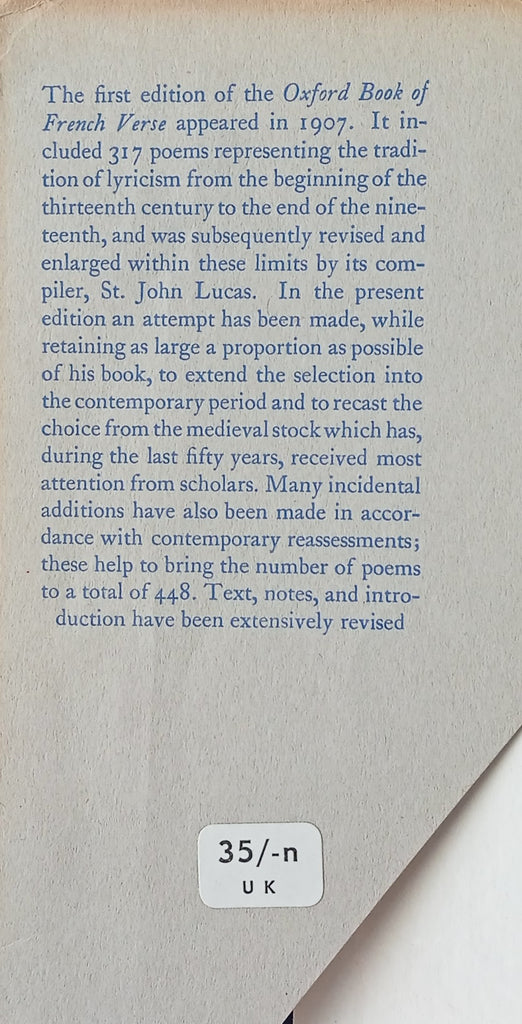 The first edition of the Oxford Book of
French Verse appeared in 1907. It in-
cluded 317 poems representing the tradi-
tion of lyricism from the beginning of the
thirteenth century to the end of the nine-
teenth, and was subsequently revised and
enlarged within these limits by its com-
piler, St. John Lucas. In the present
edition an attempt has been made, while
retaining as large a proportion as possible
of his book, to extend the selection into
the contemporary period and to recast the
choice from the medieval stock which has,
during the last fifty years, received most
attention from scholars. Many incidental
additions have also been made in accor-
dance with contemporary reassessments;
these help to bring the number of poems
to a total of 448. Text, notes, and intro-
duction have been extensively revised
35/-n
UK